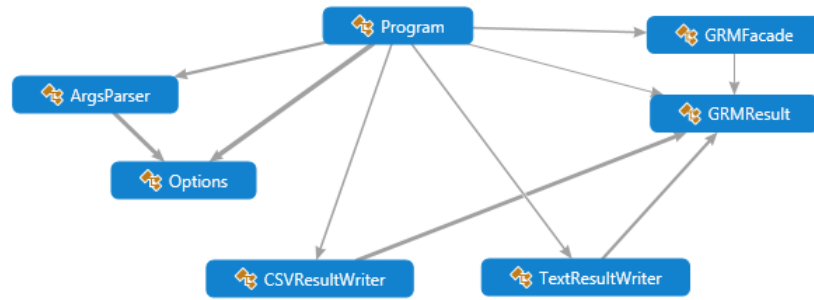 Program
GRMFacade
ArgsParser
GRMResult
Options
CSVResultWriter
TextResultWriter